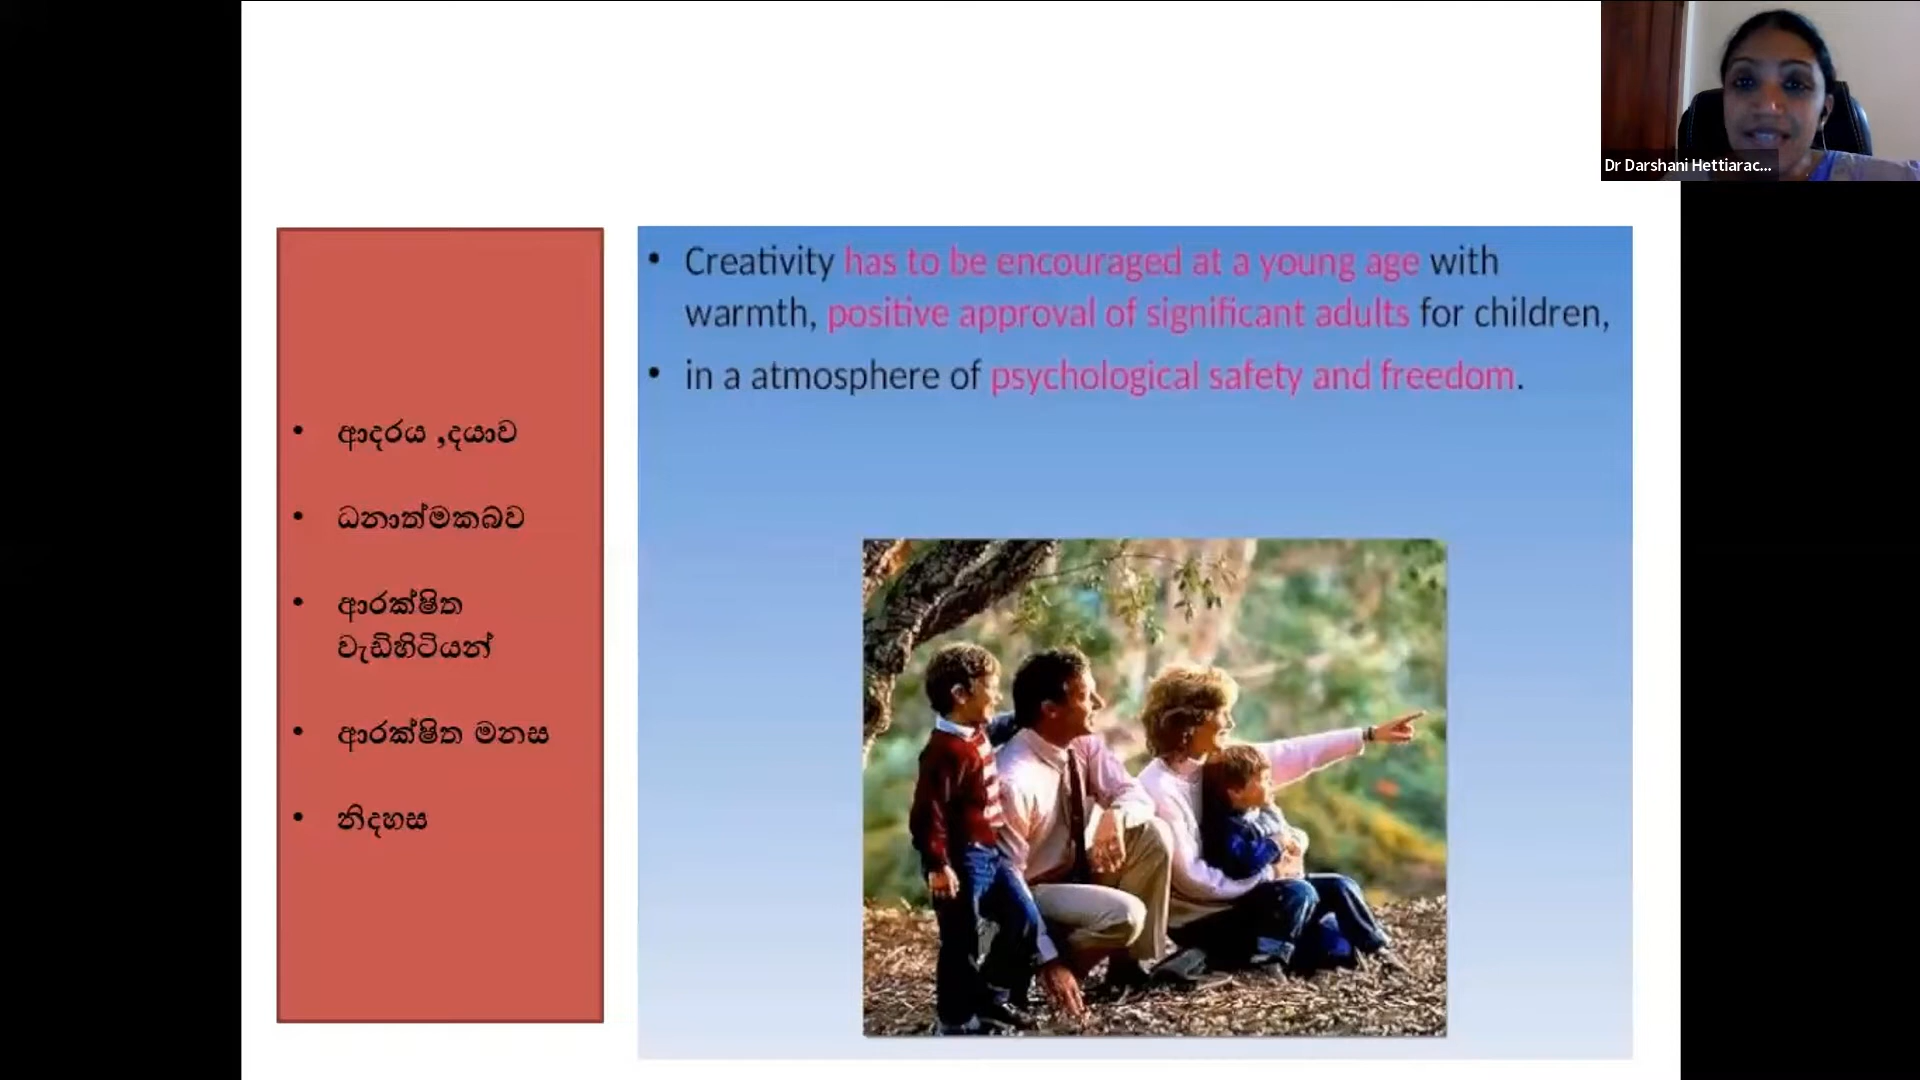 Dr Darshani Hettiarac...
• ආදරය ,දයාව
• ධනාත්මකබව
• ආරක්ෂිත
වැඩිහිටියන්
• ආරක්ෂිත මනස
• නිදහස
• Creativity has to be encouraged at a young age with
warmth, positive approval of significant adults for children,
• in a atmosphere of psychological safety and freedom.